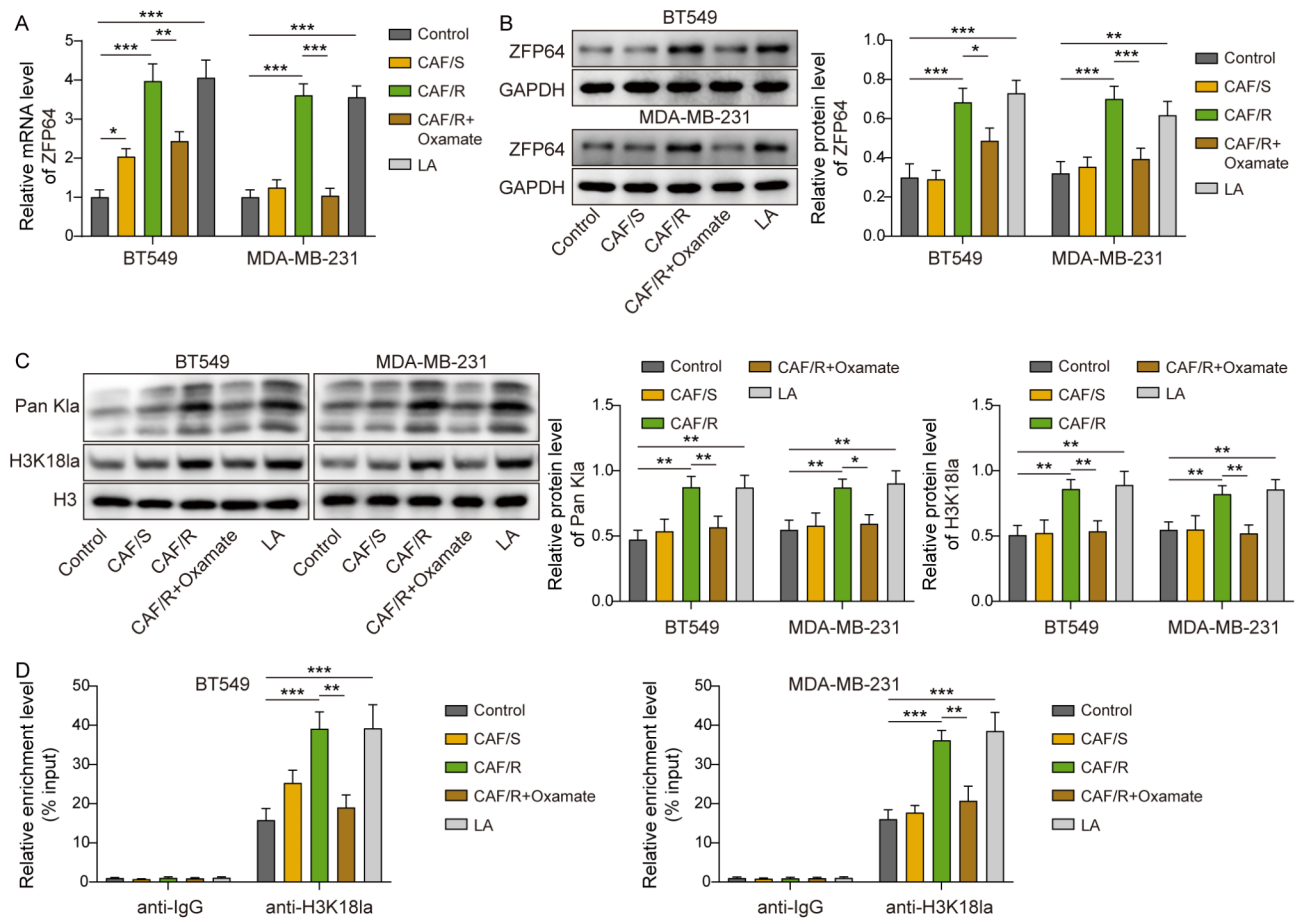 A
Relative mRNA level
of ZFP64
5
4
3
2
1
0
***
***
**
*
***
***
***
BT549
MDA-MB-231
Control
CAF/S
CAF/R
CAF/R+
Oxamate
LA
B
BT549
ZFP64
GAPDH
MDA-MB-231
ZFP64
GAPDH
Control
CAF/S
CAF/R
CAF/R+Oxamate
LA
Relative protein level
of ZFP64
1.0
0.8
0.6
0.4
0.2
0.0
***
*
***
**
***
***
BT549
MDA-MB-231
Control
CAF/S
CAF/R
CAF/R+
Oxamate
LA
C
BT549
MDA-MB-231
Pan Kla
H3K18la
H3
Control
CAF/S
CAF/R
CAF/R+Oxamate
LA
Control
CAF/S
CAF/R
CAF/R+Oxamate
LA
Control
CAF/S
CAF/R
CAF/R+Oxamate
LA
Relative protein level
of Pan Kla
1.5
1.0
0.5
0.0
**
**
**
**
**
*
BT549
MDA-MB-231
Control
CAF/S
CAF/R
CAF/R+Oxamate
LA
Relative protein level
of H3K18la
1.5
1.0
0.5
0.0
**
**
**
**
**
**
BT549
MDA-MB-231
D
BT549
Relative enrichment level
(% input)
50
40
30
20
10
0
***
***
**
anti-IgG
anti-H3K18la
Control
CAF/S
CAF/R
CAF/R+Oxamate
LA
MDA-MB-231
Relative enrichment level
(% input)
50
40
30
20
10
0
***
***
**
anti-IgG
anti-H3K18la
Control
CAF/S
CAF/R
CAF/R+Oxamate
LA